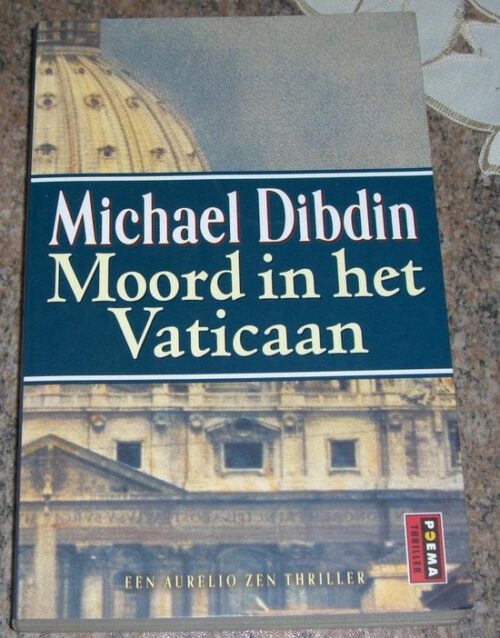 Michael Dibdin
Moord in het
Vaticaan
EEN AURELIO ZEN THRILLER
POEMA
THRILLER